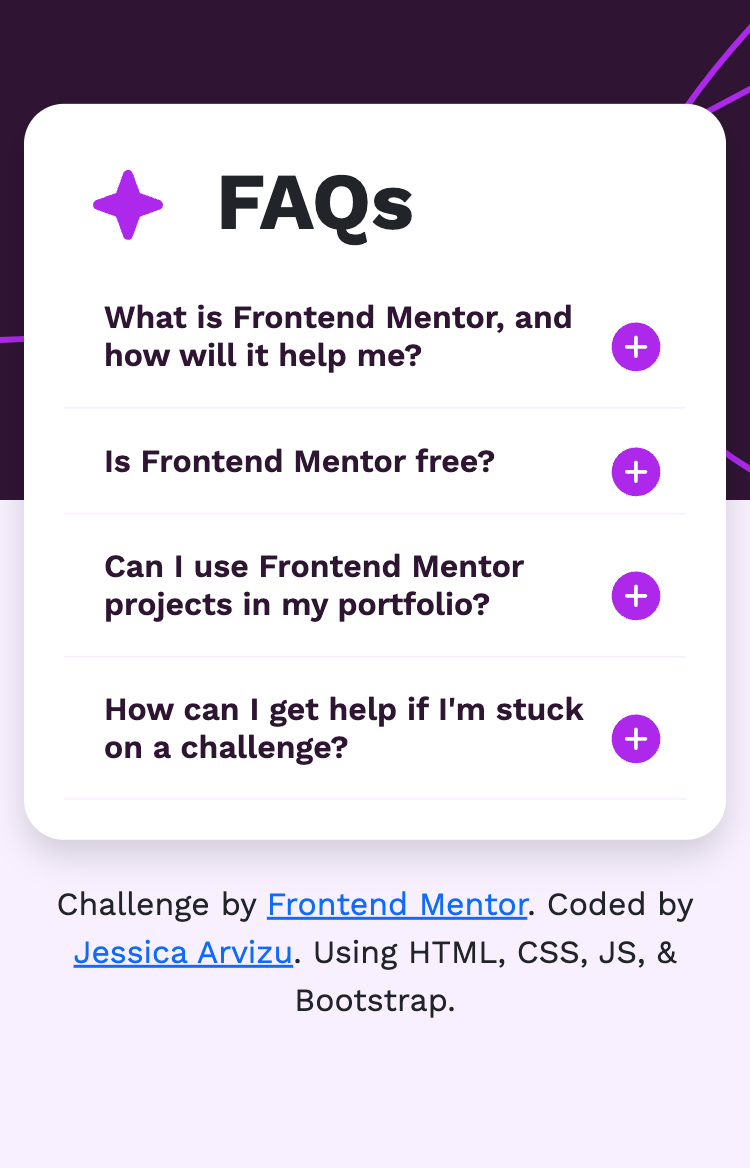 FAQs
What is Frontend Mentor, and
how will it help me?
Is Frontend Mentor free?
Can I use Frontend Mentor
projects in my portfolio?
How can I get help if I'm stuck
on a challenge?
Challenge by Frontend Mentor. Coded by
Jessica Arvizu. Using HTML, CSS, JS, &
Bootstrap.